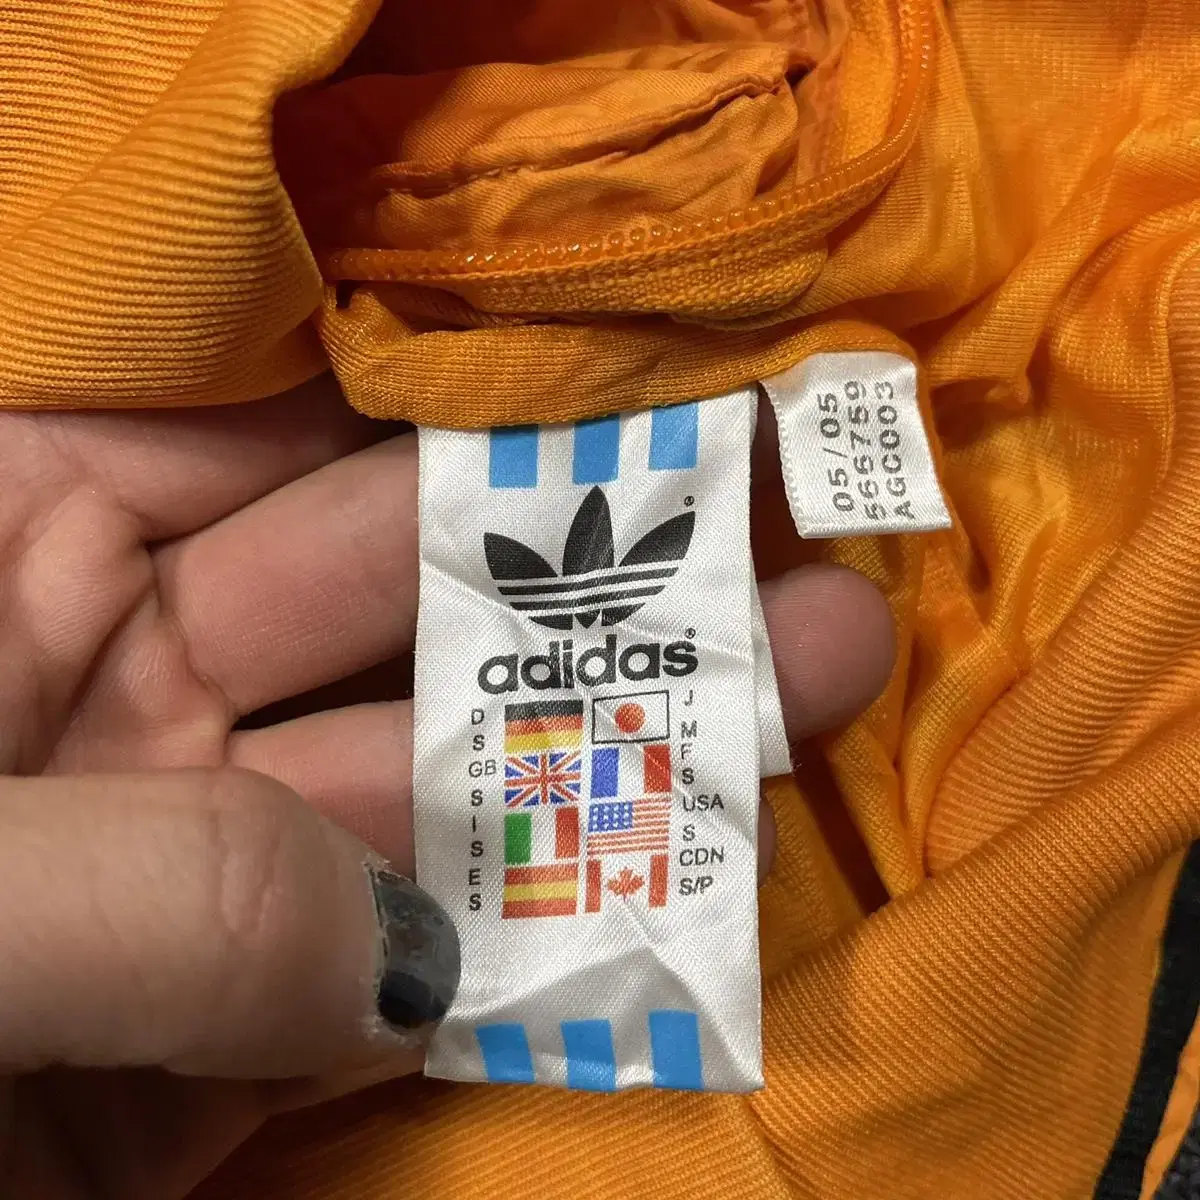 05/05
566759
AGC003
®
adidas®
D
S
GB
S
I
S
E
S
J
M
F
S
USA
S
CDN
S/P